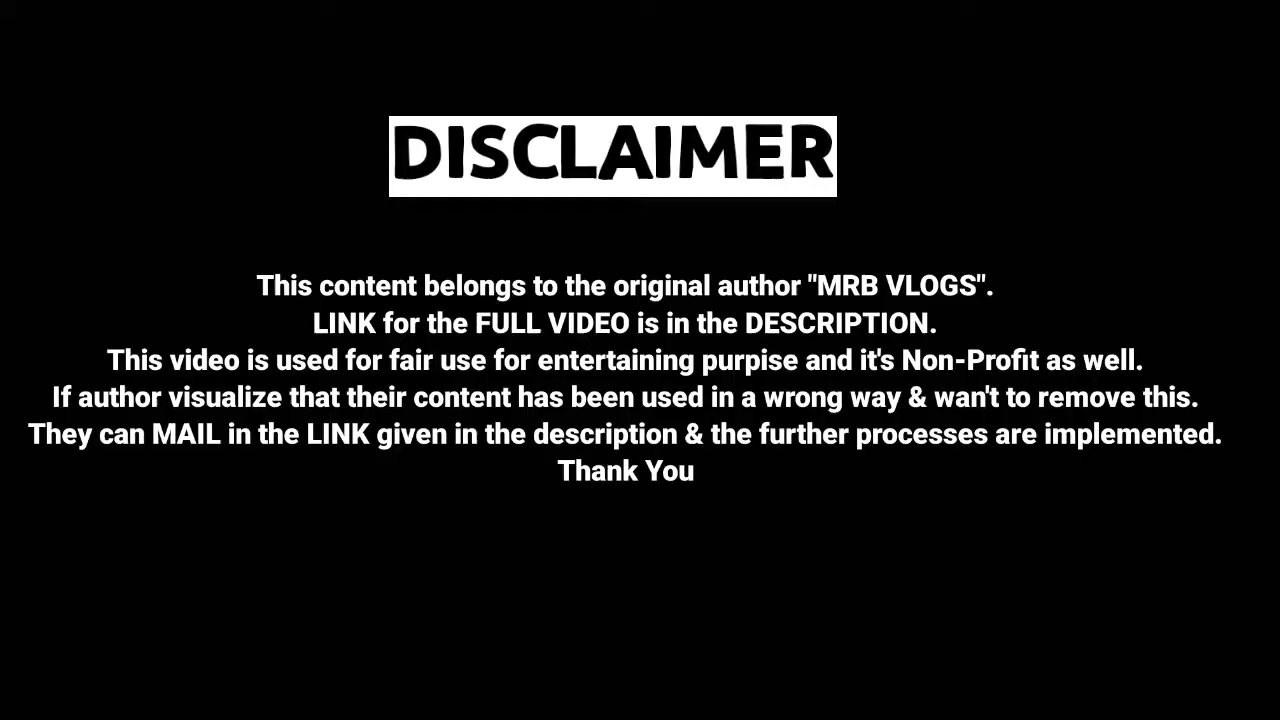 DISCLAIMER
This content belongs to the original author "MRB VLOGS".
LINK for the FULL VIDEO is in the DESCRIPTION.
This video is used for fair use for entertaining purpise and it's Non-Profit as well.
If author visualize that their content has been used in a wrong way & wan't to remove this.
They can MAIL in the LINK given in the description & the further processes are implemented.
Thank You